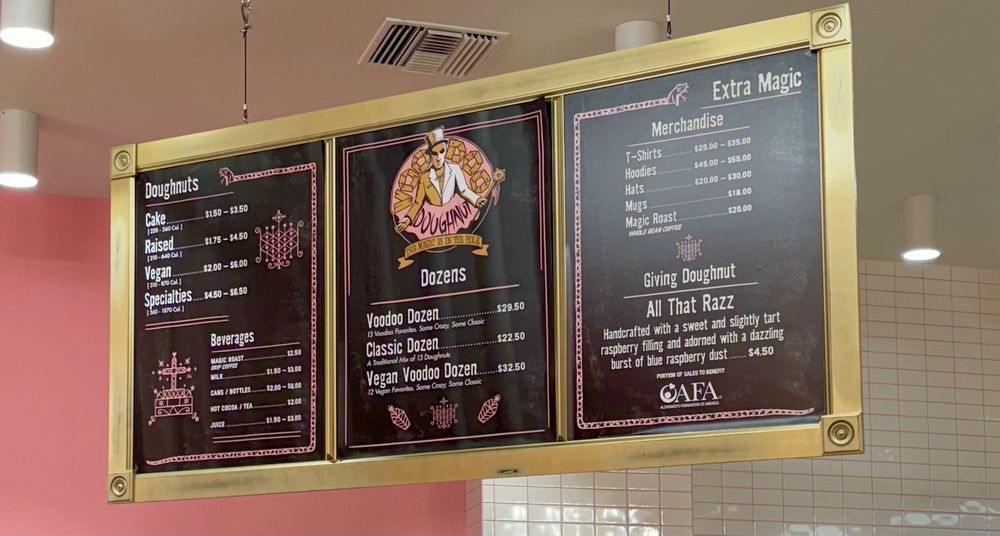 Doughnuts
Cake $1.50 – $3.50
[ 220 - 360 Cal. ]
Raised $1.75 – $4.50
[ 210 - 640 Cal. ]
Vegan $2.00 – $6.00
[ 210 - 870 Cal. ]
Specialties $4.50 – $6.50
[ 360 - 1870 Cal. ]
Beverages
MAGIC ROAST $2.50
DRIP COFFEE
MILK $1.50 – $3.00
CANS / BOTTLES $2.00 – $6.00
HOT COCOA / TEA $2.00
JUICE $1.50 – $3.00
DOUGHNUT
THE MAGIC IS IN THE HOLE
Dozens
Voodoo Dozen $29.50
13 Voodoo Favorites. Some Crazy, Some Classic
Classic Dozen $22.50
A Traditional Mix of 13 Doughnuts
Vegan Voodoo Dozen $32.50
12 Vegan Favorites. Some Crazy, Some Classic
Extra Magic
Merchandise
T-Shirts $25.00 – $35.00
Hoodies $45.00 – $55.00
Hats $20.00 – $30.00
Mugs $18.00
Magic Roast $20.00
WHOLE BEAN COFFEE
Giving Doughnut
All That Razz
Handcrafted with a sweet and slightly tart
raspberry filling and adorned with a dazzling
burst of blue raspberry dust $4.50
PORTION OF SALES TO BENEFIT
AFA
ALZHEIMER'S FOUNDATION OF AMERICA